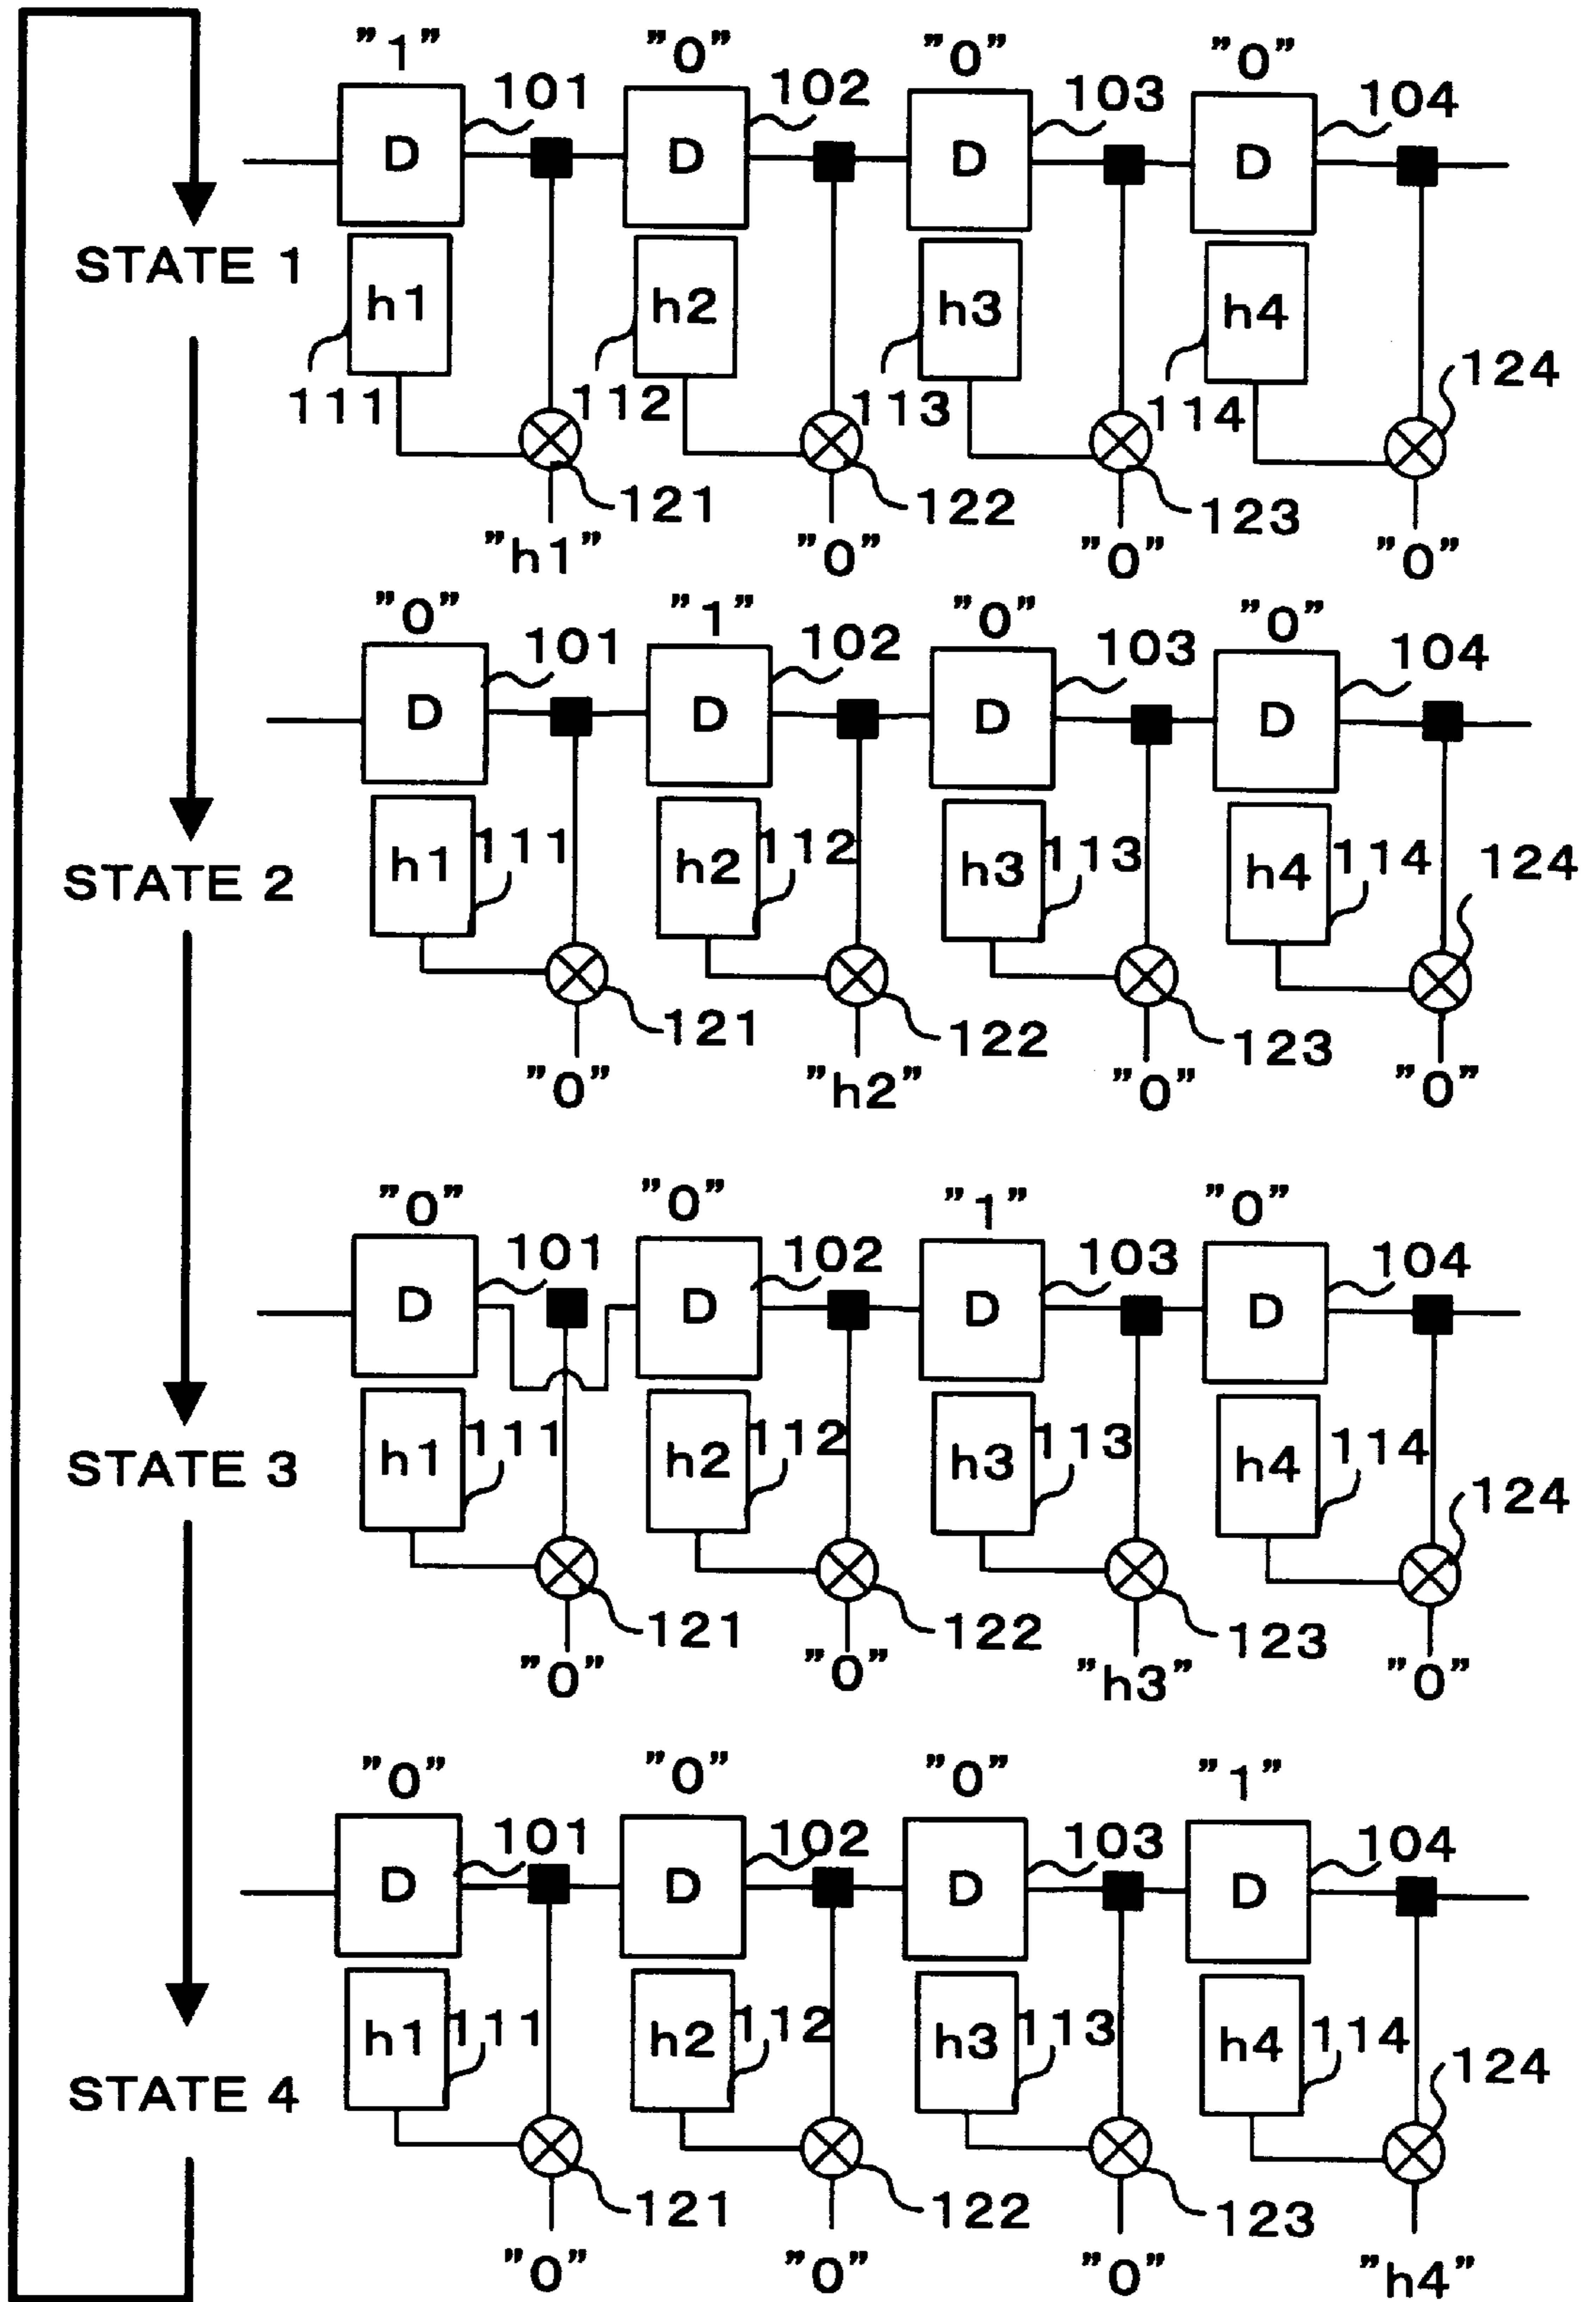 "1" "0" "0" "0"
101 102 103 104
D D D D
STATE 1
h1 h2 h3 h4
111 112 113 114 124
121 122 123
"h1" "0" "0" "0"
"0" "1" "0" "0"
101 102 103 104
D D D D
STATE 2
h1 111 h2 112 h3 113 h4 114 124
121 122 123
"0" "h2" "0" "0"
"0" "0" "1" "0"
101 102 103 104
D D D D
STATE 3
h1 111 h2 112 h3 113 h4 114 124
121 122 123
"0" "0" "h3" "0"
"0" "0" "0" "1"
101 102 103 104
D D D D
STATE 4
h1 111 h2 112 h3 113 h4 114 124
121 122 123
"0" "0" "0" "h4"